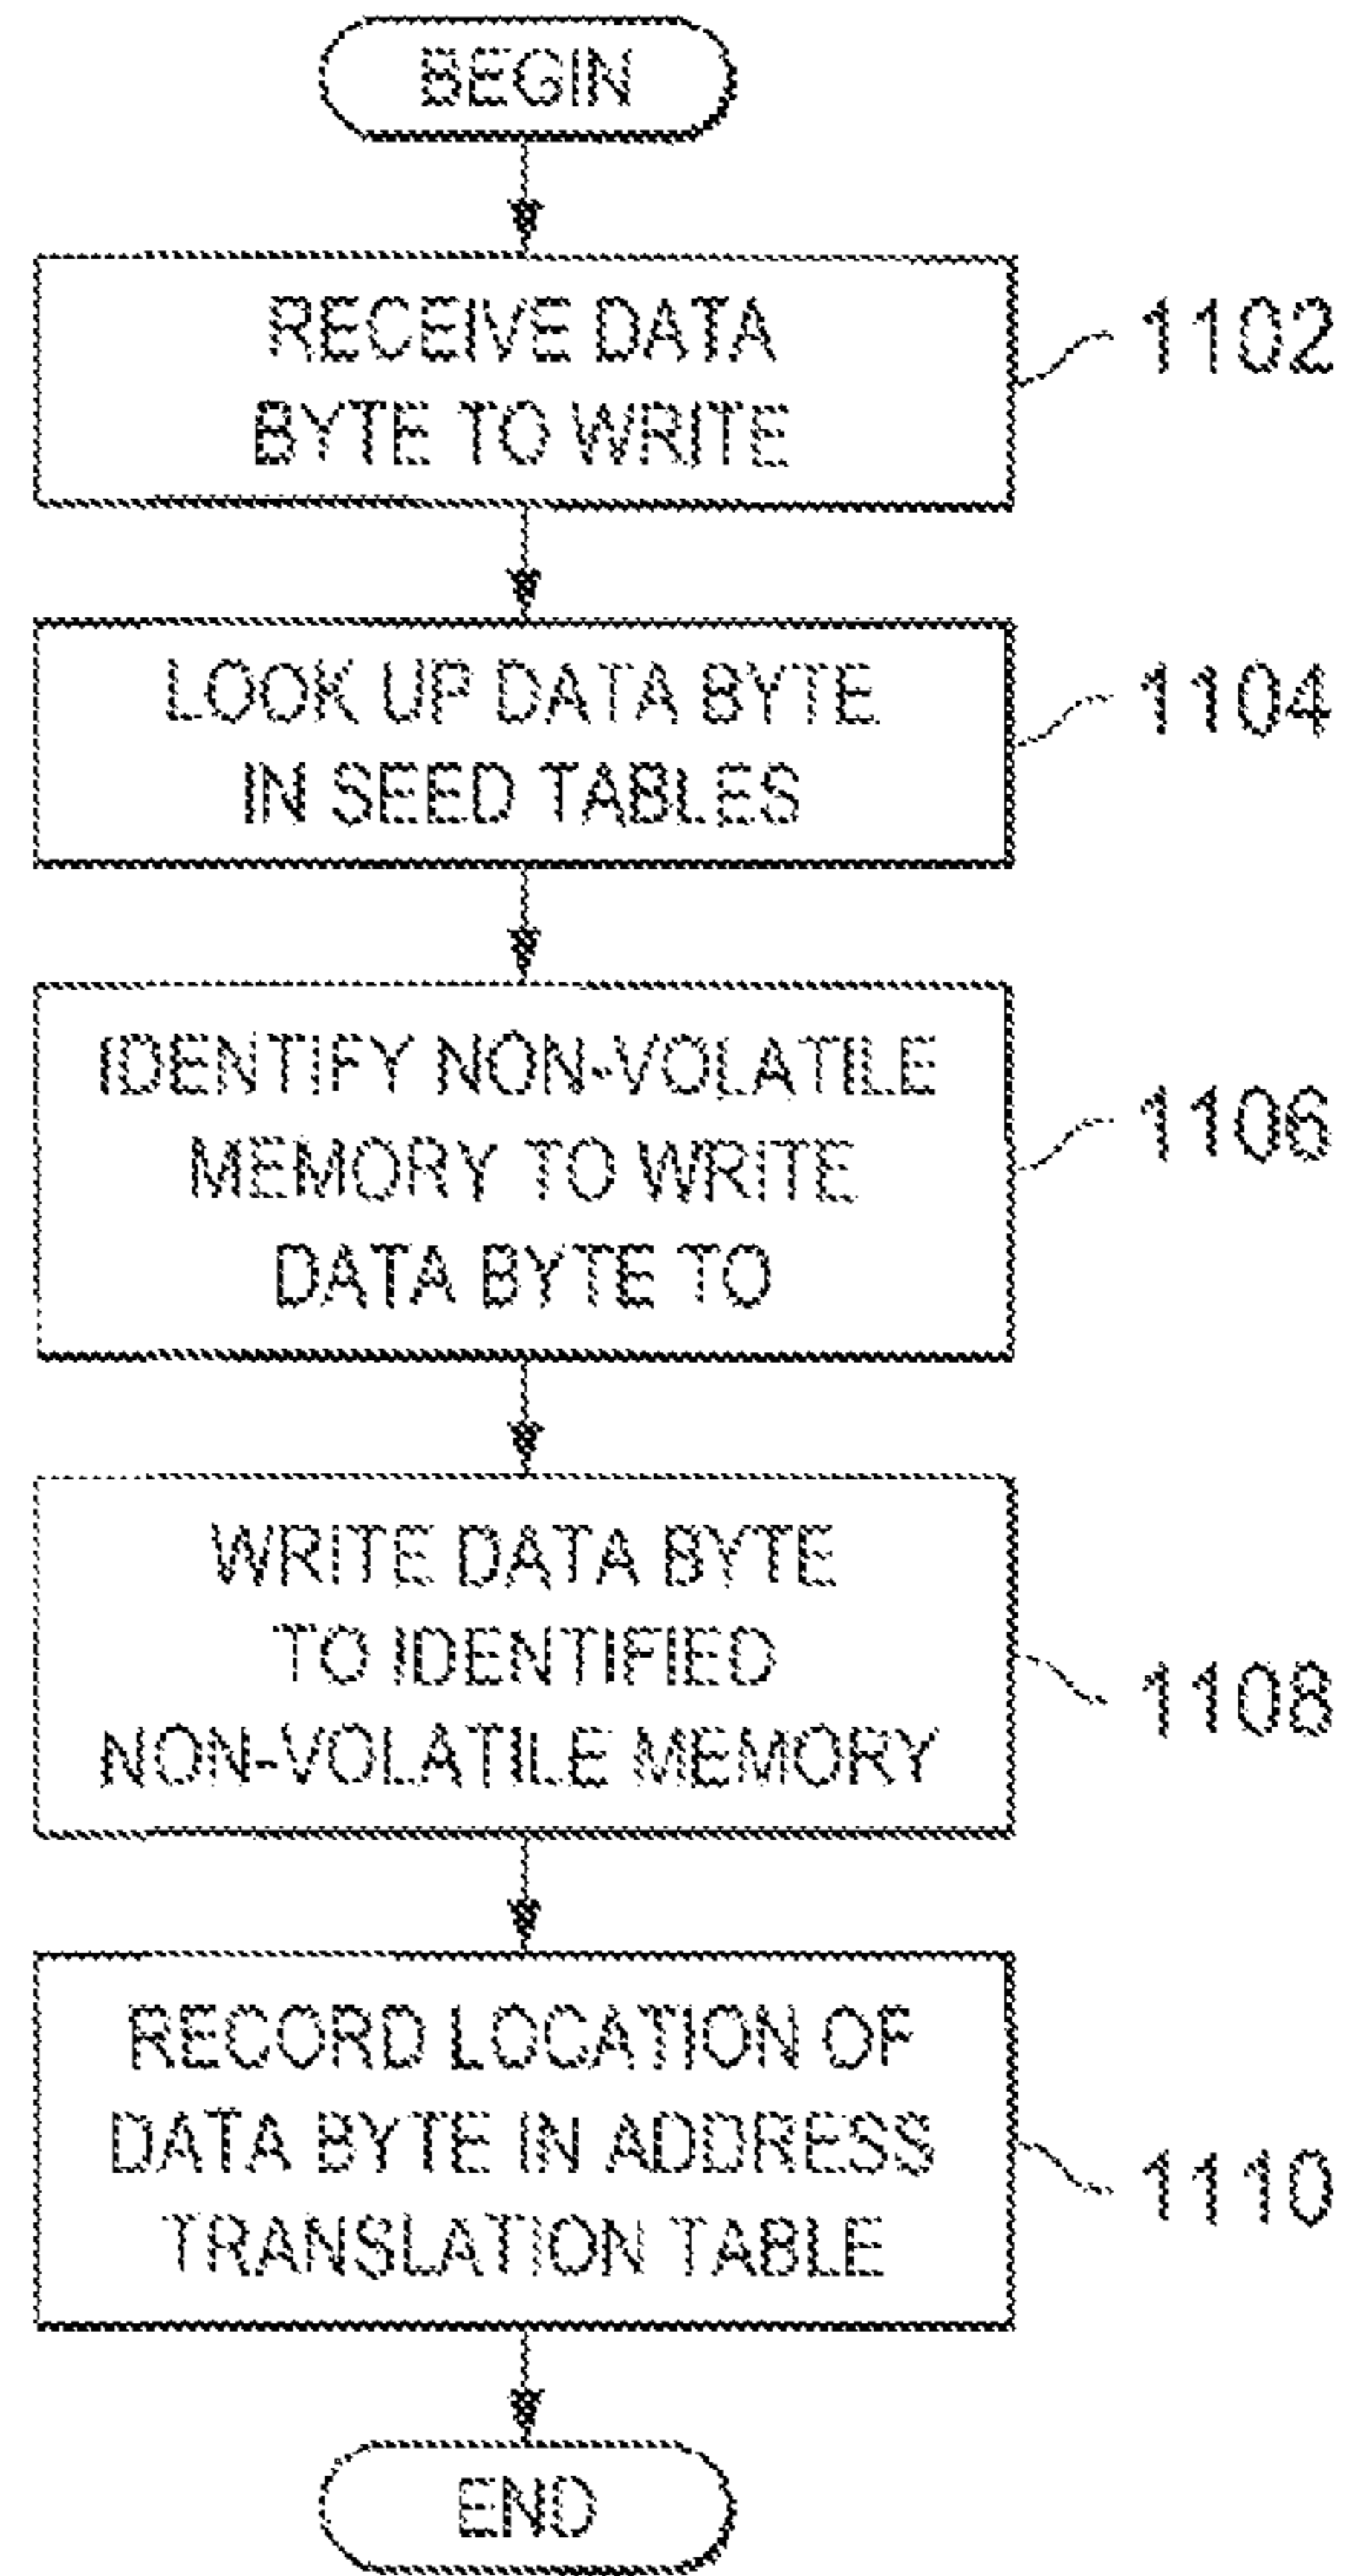 BEGIN
RECEIVE DATA
BYTE TO WRITE
1102
LOOK UP DATA BYTE
IN SEED TABLES
1104
IDENTIFY NON-VOLATILE
MEMORY TO WRITE
DATA BYTE TO
1106
WRITE DATA BYTE
TO IDENTIFIED
NON-VOLATILE MEMORY
1108
RECORD LOCATION OF
DATA BYTE IN ADDRESS
TRANSLATION TABLE
1110
END